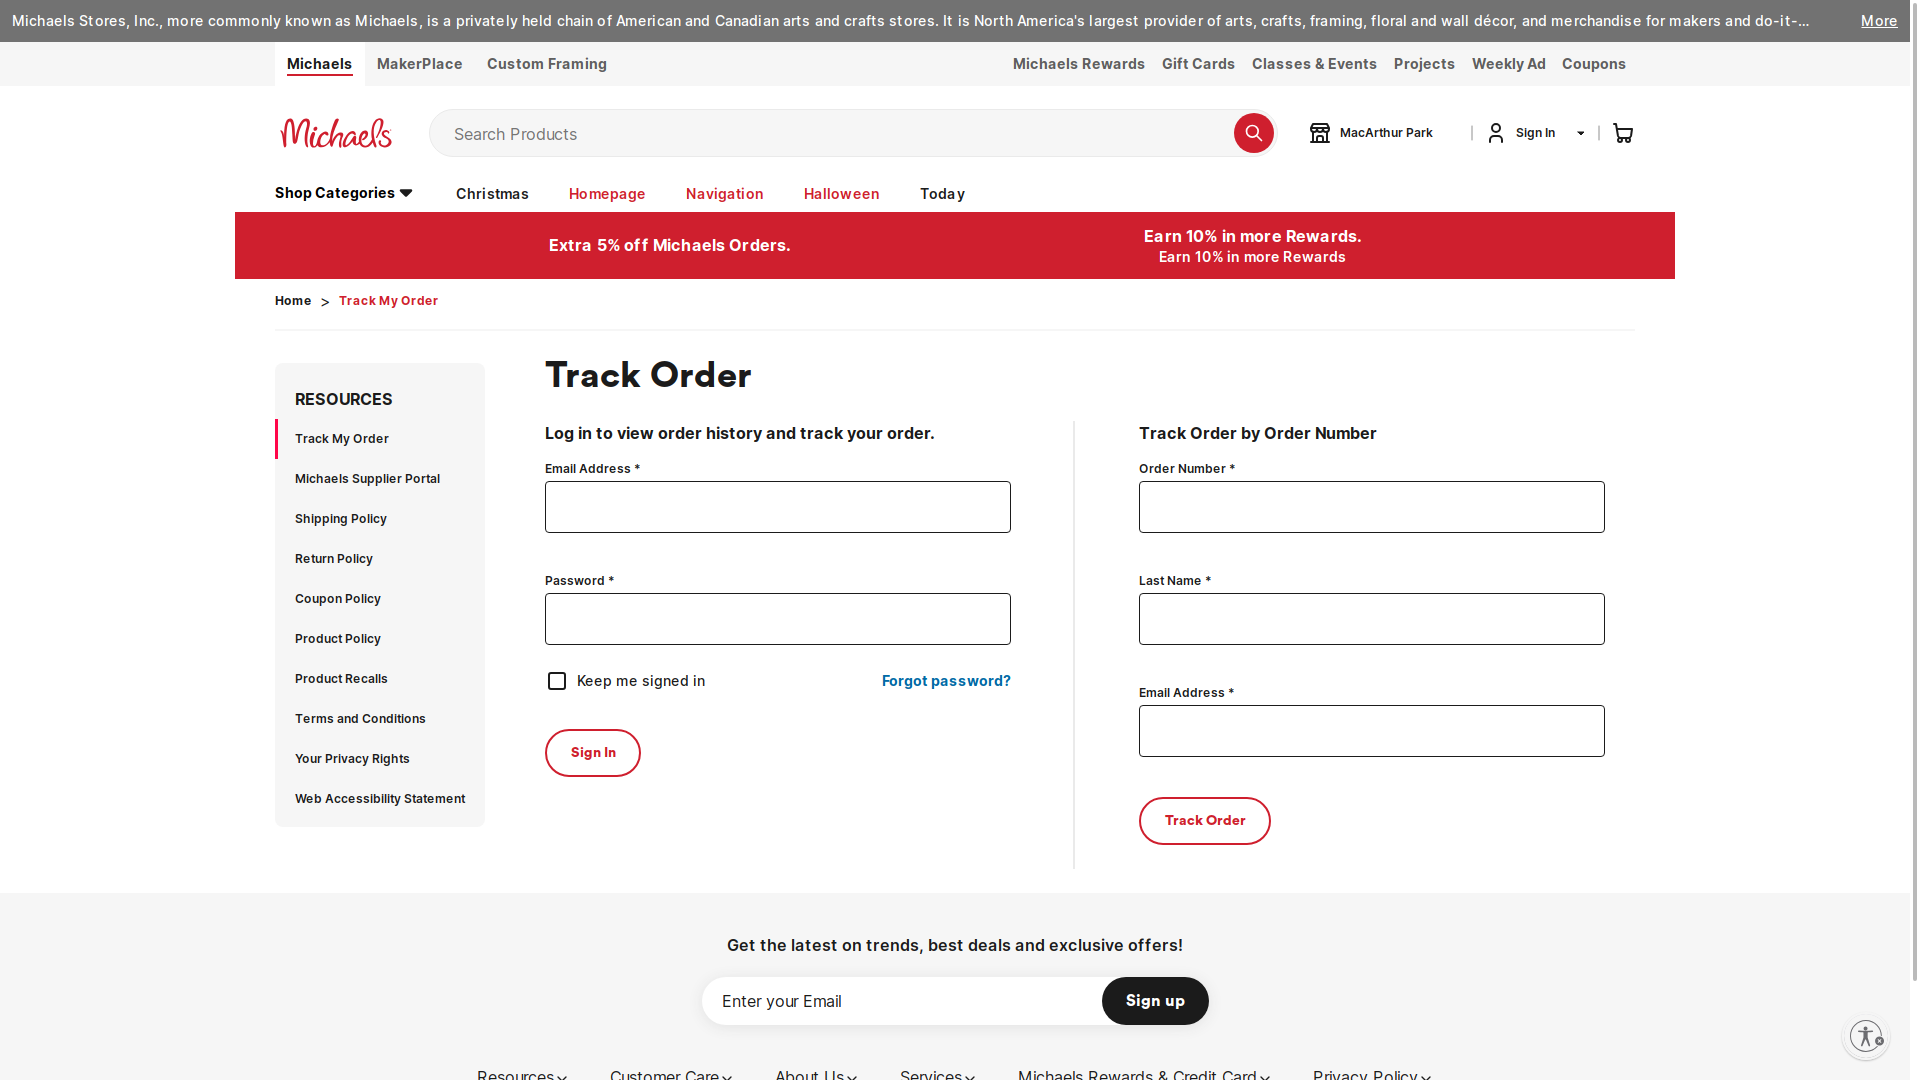 Michaels Stores, Inc., more commonly known as Michaels, is a privately held chain of American and Canadian arts and crafts stores. It is North America's largest provider of arts, crafts, framing, floral and wall décor, and merchandise for makers and do-it-...
More
Michaels
MakerPlace
Custom Framing
Michaels Rewards
Gift Cards
Classes & Events
Projects
Weekly Ad
Coupons
Michaels
Search Products
MacArthur Park
Sign In
Shop Categories
Christmas
Homepage
Navigation
Halloween
Today
Extra 5% off Michaels Orders.
Earn 10% in more Rewards.
Earn 10% in more Rewards
Home > Track My Order
RESOURCES
Track My Order
Michaels Supplier Portal
Shipping Policy
Return Policy
Coupon Policy
Product Policy
Product Recalls
Terms and Conditions
Your Privacy Rights
Web Accessibility Statement
Track Order
Log in to view order history and track your order.
Email Address *
Password *
Keep me signed in
Forgot password?
Sign In
Track Order by Order Number
Order Number *
Last Name *
Email Address *
Track Order
Get the latest on trends, best deals and exclusive offers!
Enter your Email
Sign up
Resources
Customer Care
About Us
Services
Michaels Rewards & Credit Card
Privacy Policy